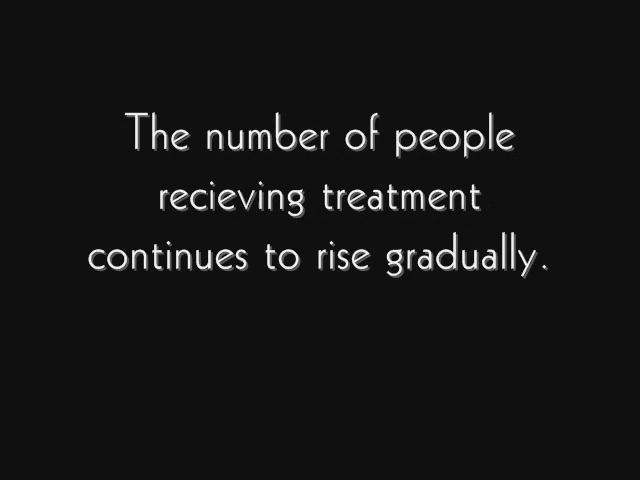 The number of people
recieving treatment
continues to rise gradually.